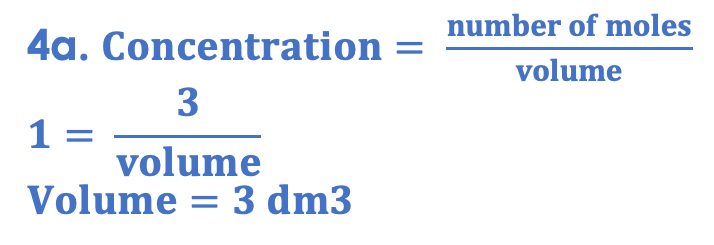 4a. Concentration = number of moles / volume
1 = 3 / volume
Volume = 3 dm3